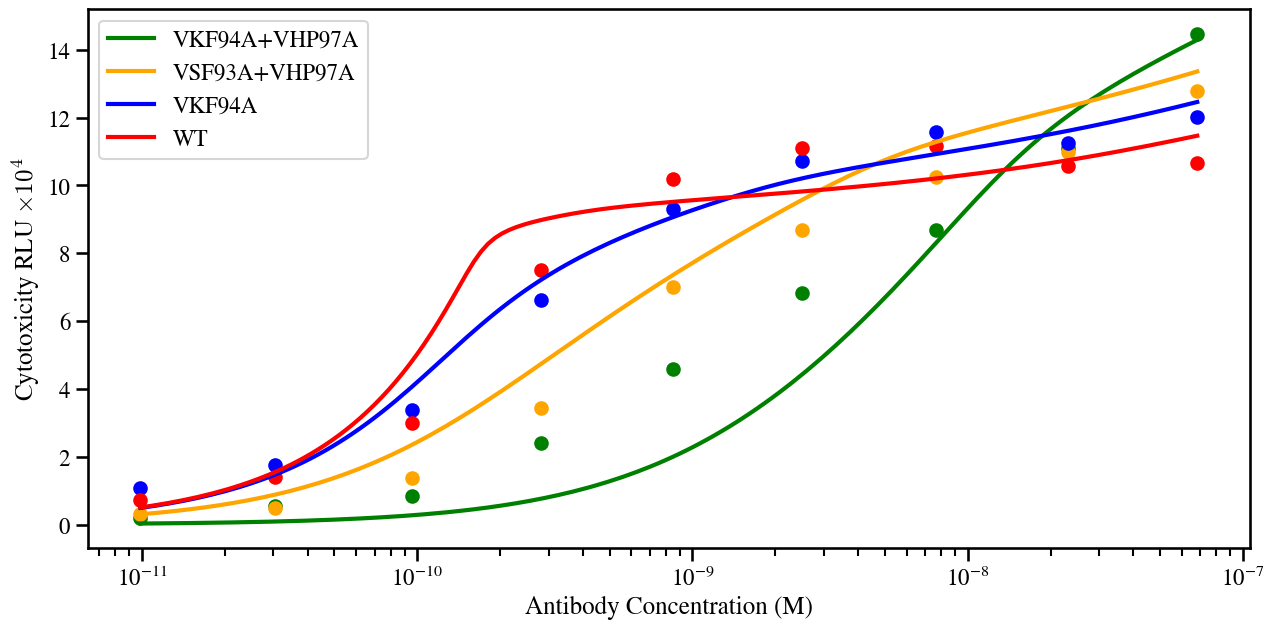 VKF94A+VHP97A
VSF93A+VHP97A
VKF94A
WT
Cytotoxicity RLU ×10⁴
14
12
10
8
6
4
2
0
10⁻¹¹ 10⁻¹⁰ 10⁻⁹ 10⁻⁸ 10⁻⁷
Antibody Concentration (M)